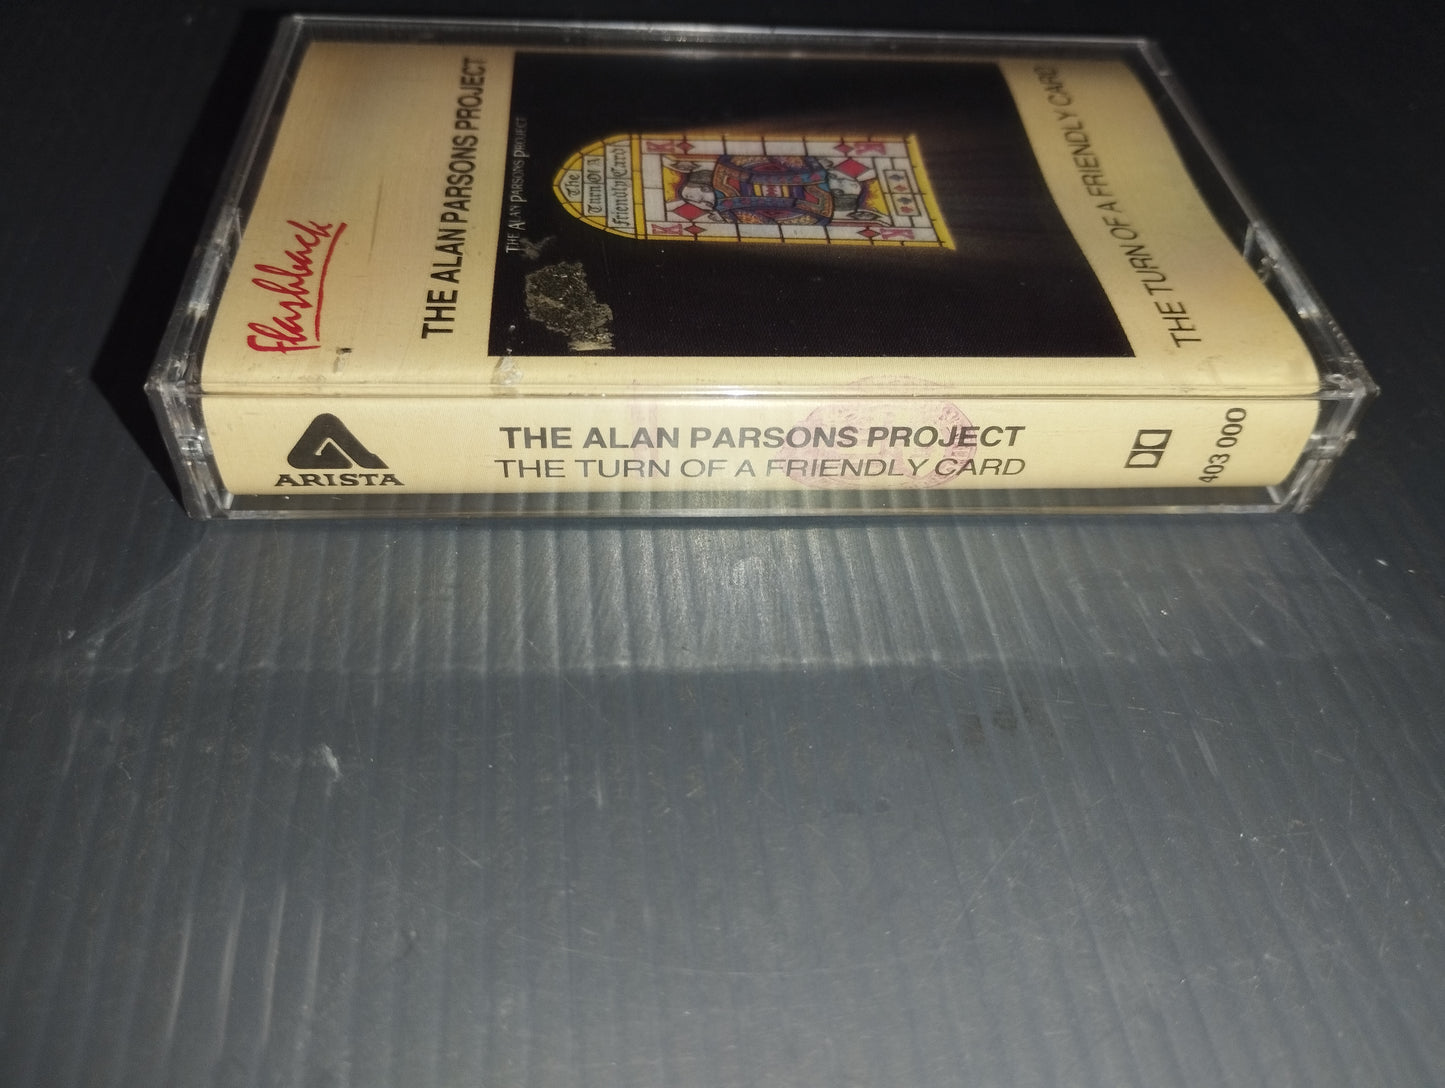 Flashback
THE ALAN PARSONS PROJECT
THE ALAN PARSONS PROJECT
The
Turn Of A
Friendly Card
K
K
K
K
THE TURN OF A FRIENDLY CARD
ARISTA
THE ALAN PARSONS PROJECT
THE TURN OF A FRIENDLY CARD
403 000